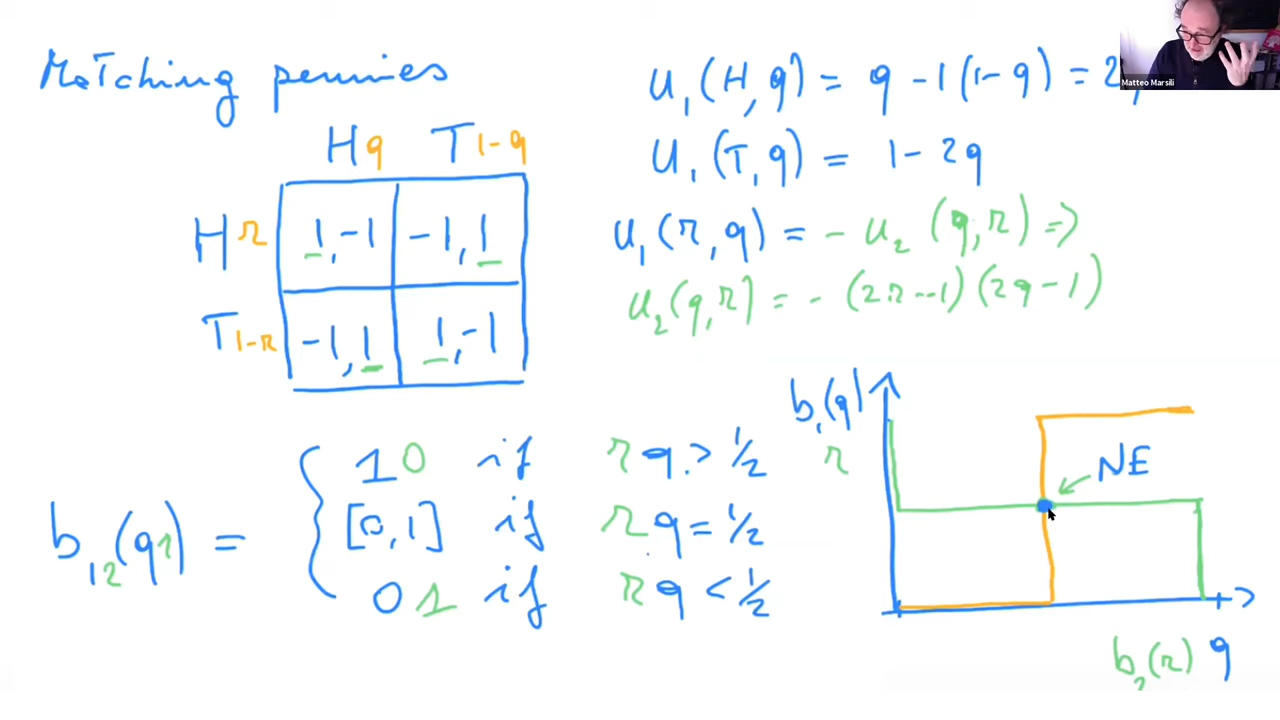 Matching pennies
H q T 1-q
H r 1, -1 -1, 1
T 1-r -1, 1 1, -1
u₁(H, q) = q - 1(1-q) = 2
u₁(T, q) = 1 - 2q
u₁(r, q) = - u₂(q, r) =>
u₂(q, r) = - (2r - 1)(2q - 1)
b₁₂(q r) =
1 0 if r q > 1/2
[0, 1] if r q = 1/2
0 1 if r q < 1/2
b₁(q)
r
NE
b₂(r) q
Matteo Marsili